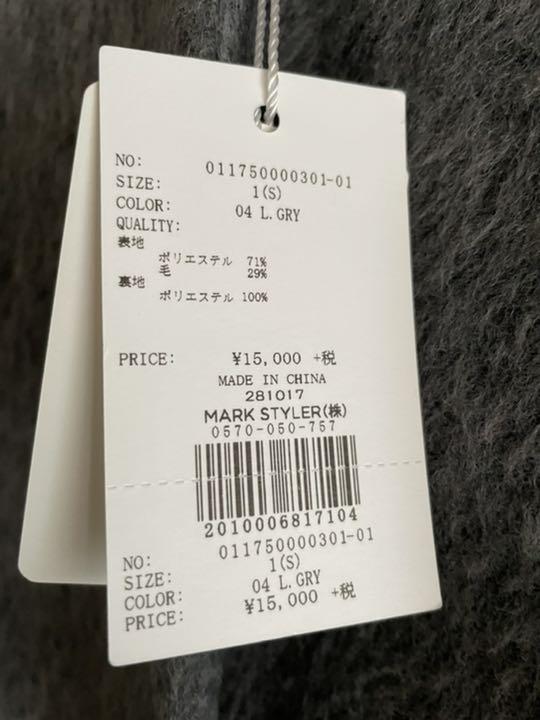 NO: 011750000301-01
SIZE: 1(S)
COLOR: 04 L.GRY
QUALITY:
表地
ポリエステル 71%
毛 29%
裏地
ポリエステル 100%
PRICE: ¥15,000 +税
MADE IN CHINA
281017
MARK STYLER(株)
0570-050-757
2010006817104
NO: 011750000301-01
SIZE: 1(S)
COLOR: 04 L.GRY
PRICE: ¥15,000 +税